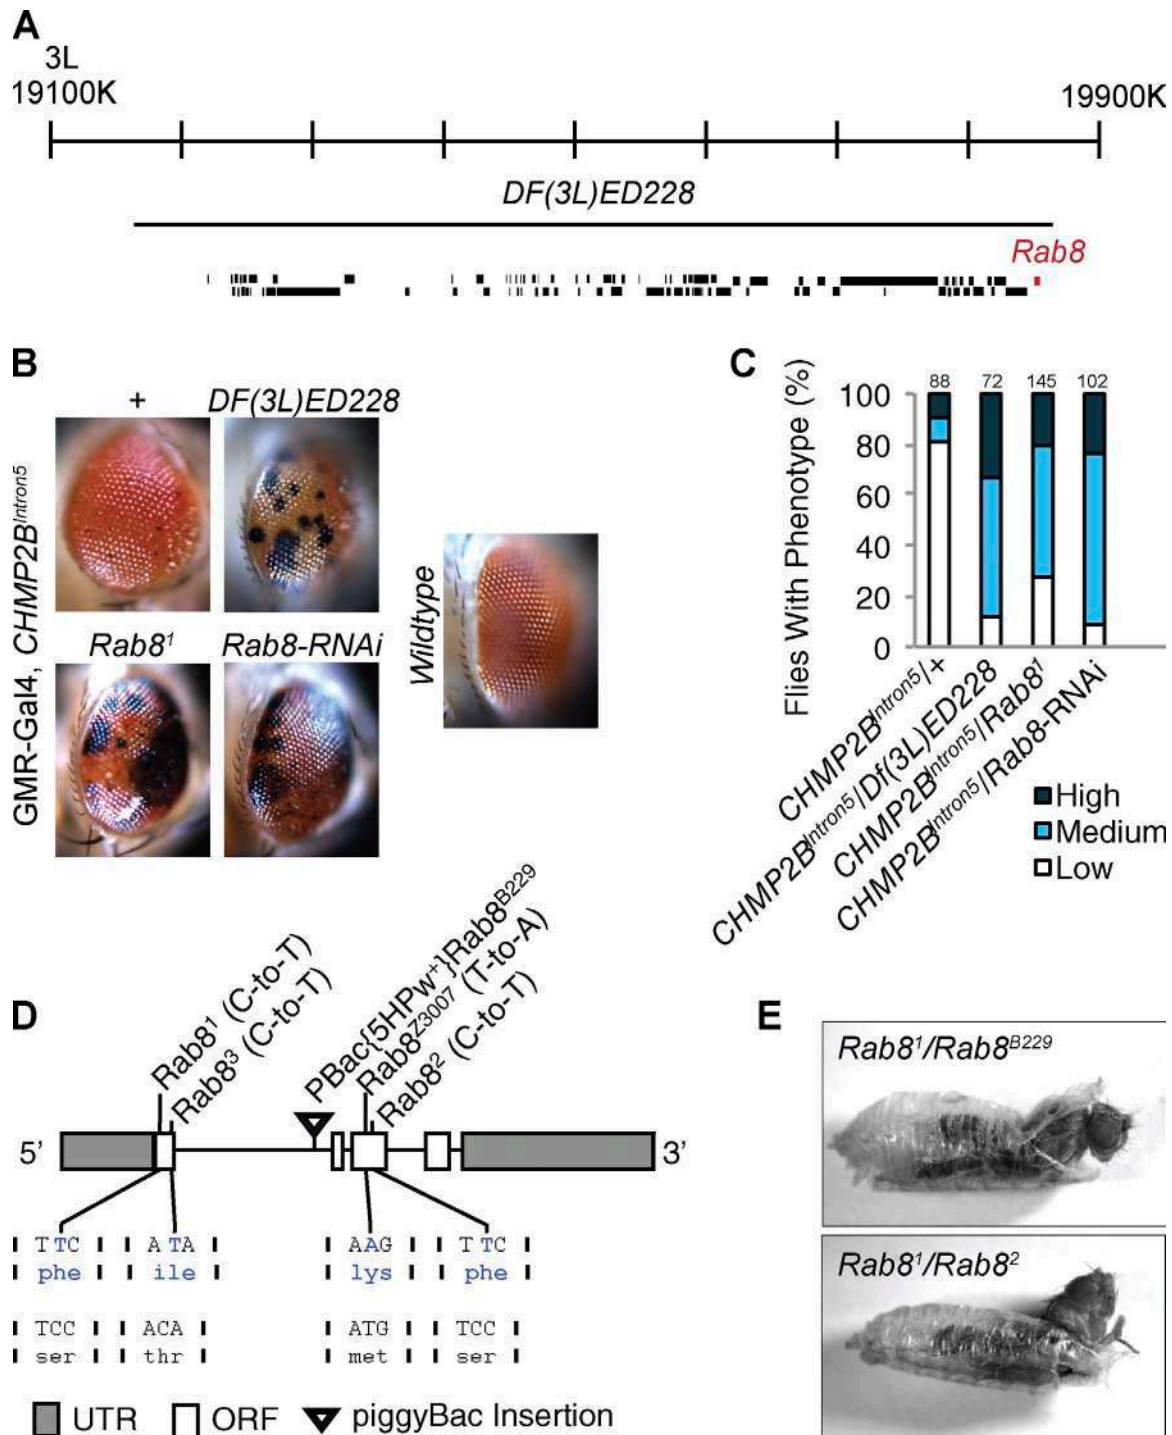 A
3L
19100K
19900K
DF(3L)ED228
Rab8
B
GMR-Gal4, CHMP2B^Intron5
+
DF(3L)ED228
Rab8^1
Rab8-RNAi
Wildtype
C
Flies With Phenotype (%)
100
80
60
40
20
0
88
72
145
102
CHMP2B^Intron5/+
CHMP2B^Intron5/Df(3L)ED228
CHMP2B^Intron5/Rab8^1
CHMP2B^Intron5/Rab8-RNAi
High
Medium
Low
D
Rab8^1 (C-to-T)
Rab8^3 (C-to-T)
PBac{5HPw^+}Rab8^B229
Rab8^Z3007 (T-to-A)
Rab8^2 (C-to-T)
5’
3’
TTC ATA AAG TTC
phe ile lys phe
TCC ACA ATG TCC
ser thr met ser
UTR ORF piggyBac Insertion
E
Rab8^1/Rab8^B229
Rab8^1/Rab8^2